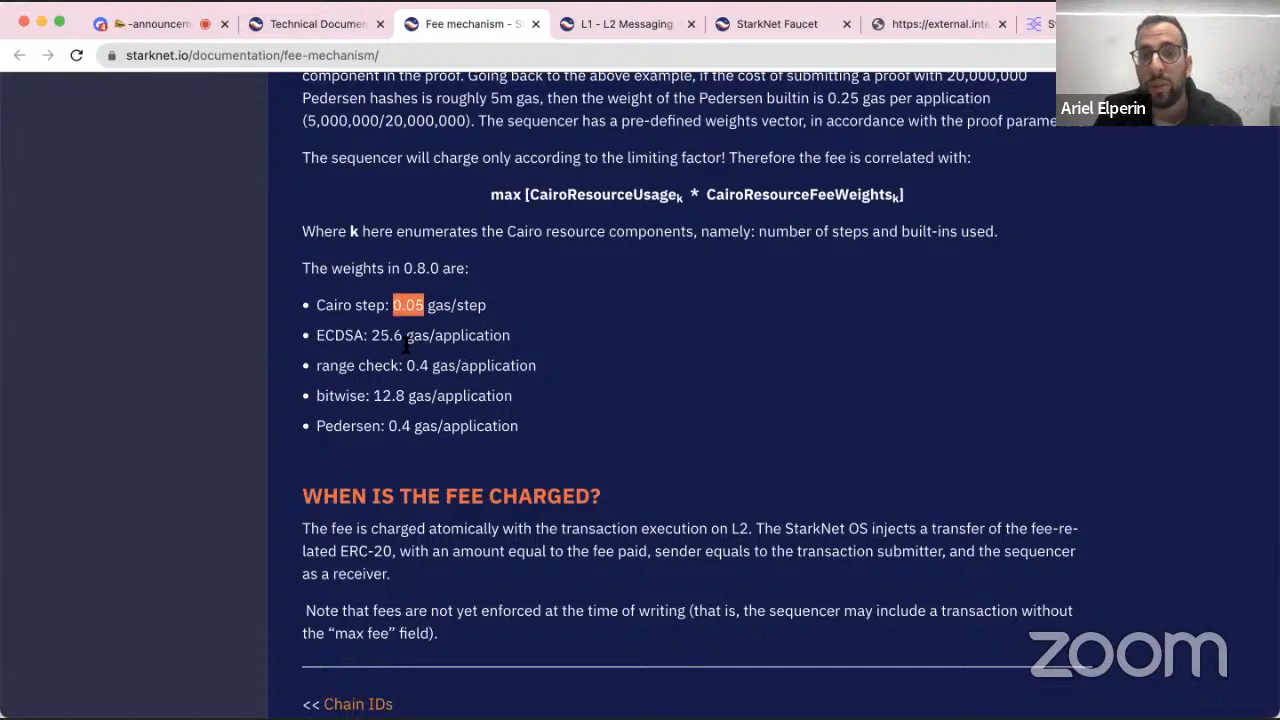 -announcem
Technical Documen
Fee mechanism - S
L1 - L2 Messaging -
StarkNet Faucet
https://external.inte
starknet.io/documentation/fee-mechanism/
Ariel Elperin
component in the proof. Going back to the above example, if the cost of submitting a proof with 20,000,000
Pedersen hashes is roughly 5m gas, then the weight of the Pedersen builtin is 0.25 gas per application
(5,000,000/20,000,000). The sequencer has a pre-defined weights vector, in accordance with the proof parame
The sequencer will charge only according to the limiting factor! Therefore the fee is correlated with:
max [CairoResourceUsagek * CairoResourceFeeWeightsk]
Where k here enumerates the Cairo resource components, namely: number of steps and built-ins used.
The weights in 0.8.0 are:
• Cairo step: 0.05 gas/step
• ECDSA: 25.6 gas/application
• range check: 0.4 gas/application
• bitwise: 12.8 gas/application
• Pedersen: 0.4 gas/application
WHEN IS THE FEE CHARGED?
The fee is charged atomically with the transaction execution on L2. The StarkNet OS injects a transfer of the fee-re-
lated ERC-20, with an amount equal to the fee paid, sender equals to the transaction submitter, and the sequencer
as a receiver.
Note that fees are not yet enforced at the time of writing (that is, the sequencer may include a transaction without
the “max fee” field).
zoom
<< Chain IDs